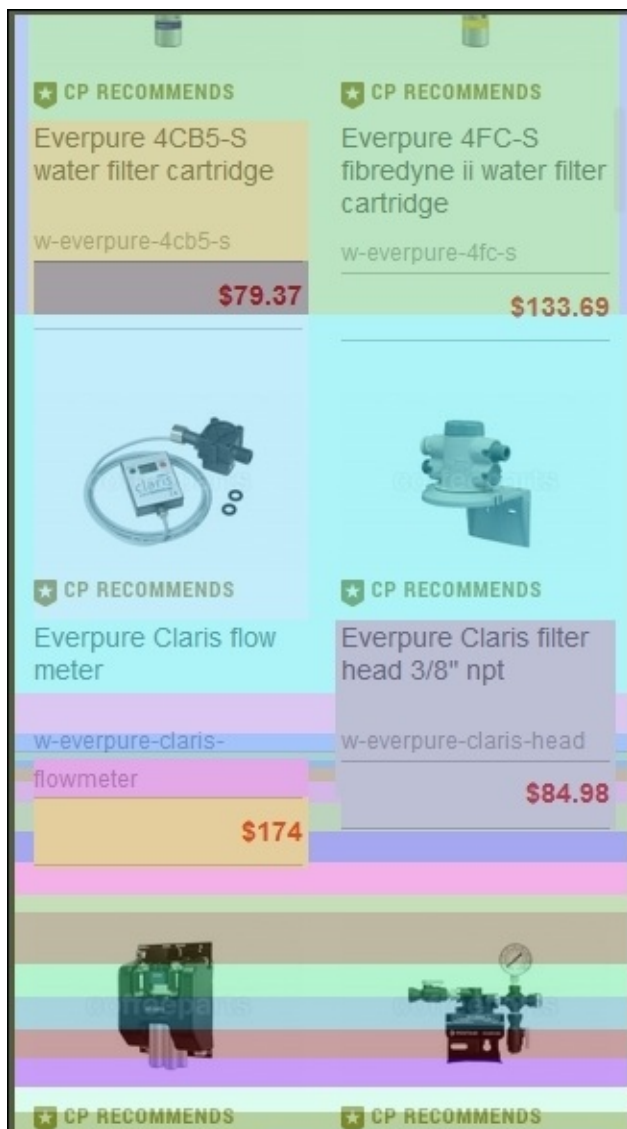 CP RECOMMENDS
Everpure 4CB5-S
water filter cartridge
w-everpure-4cb5-s
$79.37
CP RECOMMENDS
Everpure 4FC-S
fibredyne ii water filter
cartridge
w-everpure-4fc-s
$133.69
claris
CP RECOMMENDS
Everpure Claris flow
meter
w-everpure-claris-
flowmeter
$174
CP RECOMMENDS
Everpure Claris filter
head 3/8" npt
w-everpure-claris-head
$84.98
CP RECOMMENDS
CP RECOMMENDS